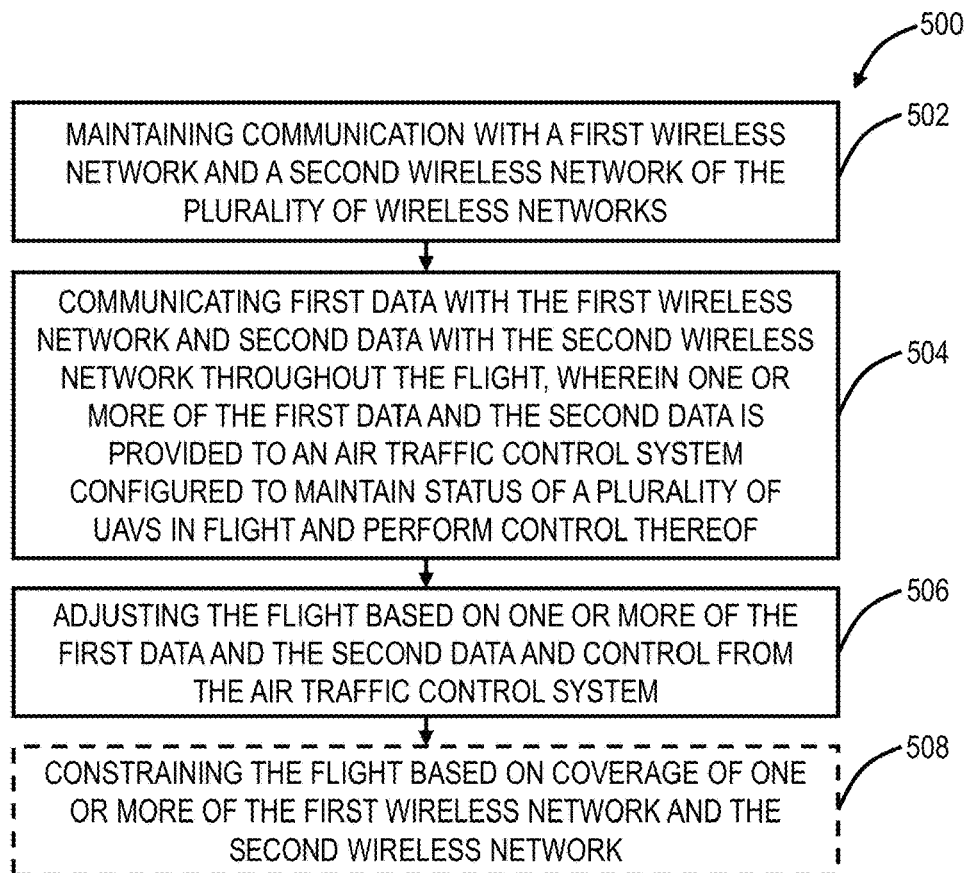 500
MAINTAINING COMMUNICATION WITH A FIRST WIRELESS
NETWORK AND A SECOND WIRELESS NETWORK OF THE
PLURALITY OF WIRELESS NETWORKS
502
COMMUNICATING FIRST DATA WITH THE FIRST WIRELESS
NETWORK AND SECOND DATA WITH THE SECOND WIRELESS
NETWORK THROUGHOUT THE FLIGHT, WHEREIN ONE OR
MORE OF THE FIRST DATA AND THE SECOND DATA IS
PROVIDED TO AN AIR TRAFFIC CONTROL SYSTEM
CONFIGURED TO MAINTAIN STATUS OF A PLURALITY OF
UAVS IN FLIGHT AND PERFORM CONTROL THEREOF
504
ADJUSTING THE FLIGHT BASED ON ONE OR MORE OF THE
FIRST DATA AND THE SECOND DATA AND CONTROL FROM
THE AIR TRAFFIC CONTROL SYSTEM
506
CONSTRAINING THE FLIGHT BASED ON COVERAGE OF ONE
OR MORE OF THE FIRST WIRELESS NETWORK AND THE
SECOND WIRELESS NETWORK
508